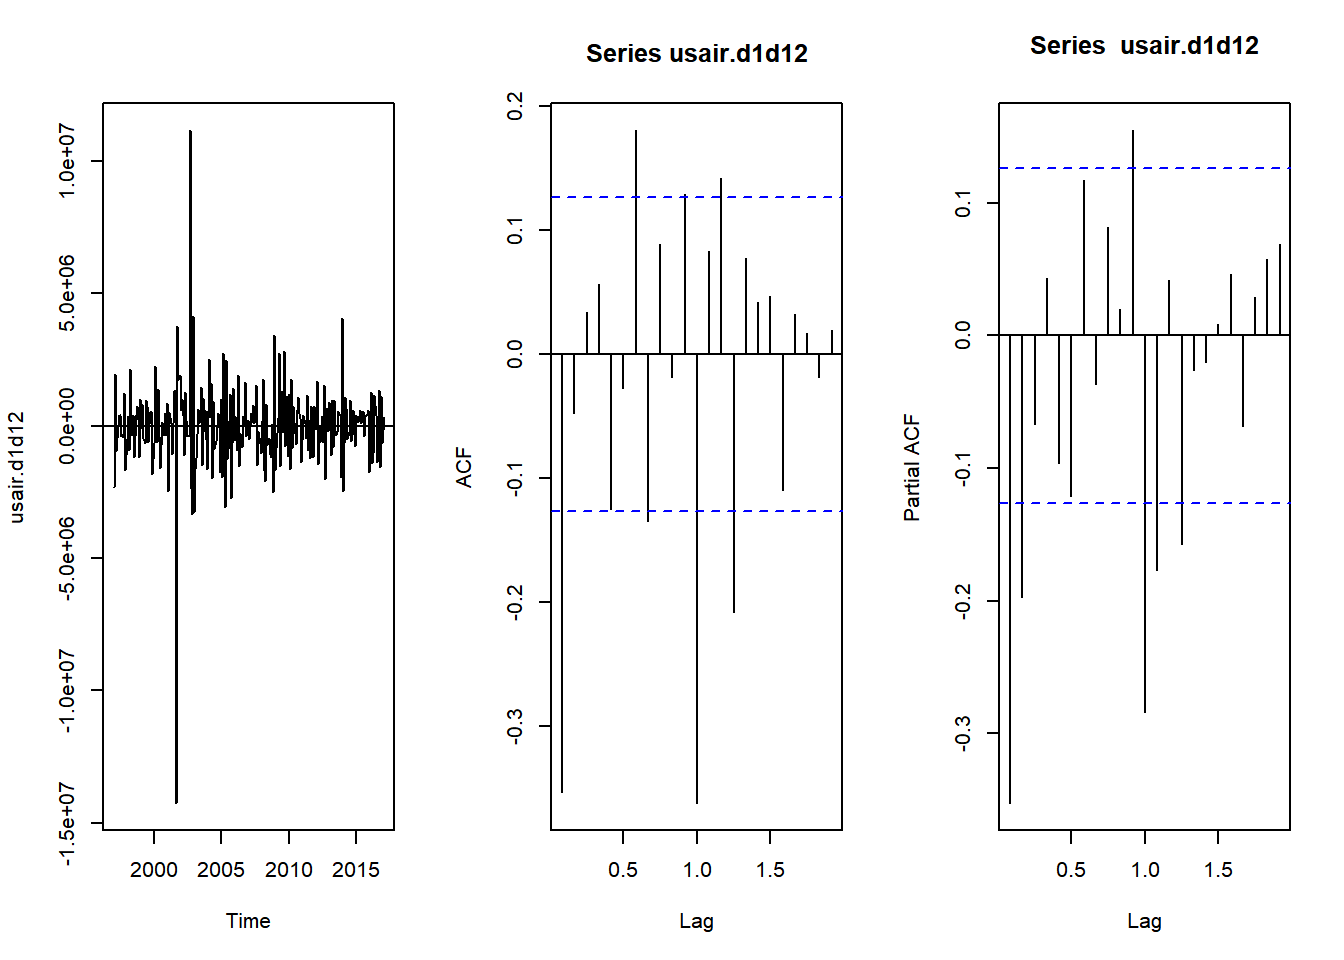 usair.d1d12
1.0e+07
5.0e+06
0.0e+00
-5.0e+06
-1.0e+07
-1.5e+07
2000 2005 2010 2015
Time
Series usair.d1d12
ACF
0.2
0.1
0.0
-0.1
-0.2
-0.3
0.5 1.0 1.5
Lag
Series usair.d1d12
Partial ACF
0.1
0.0
-0.1
-0.2
-0.3
0.5 1.0 1.5
Lag